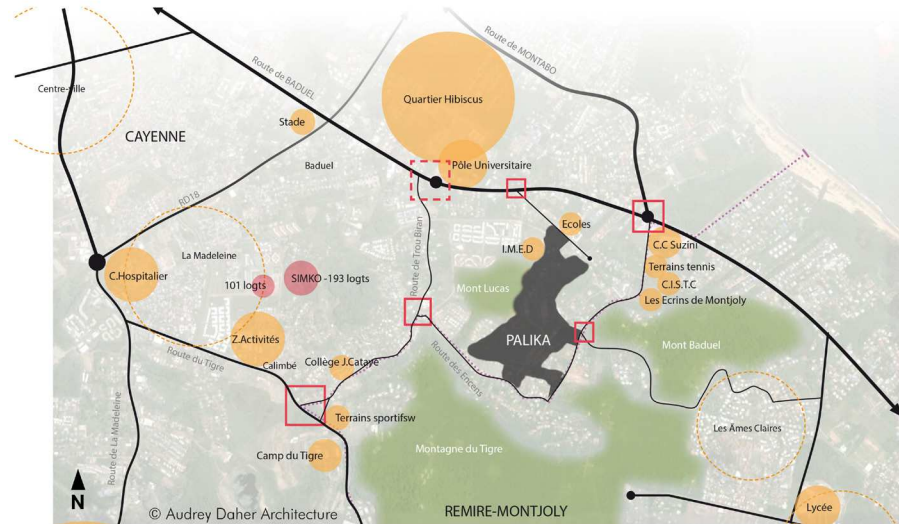 Route de MONTABO
Route de BADUEL
Centre-ville
Quartier Hibiscus
Stade
CAYENNE
Baduel
Pôle Universitaire
RD18
Ecoles
La Madeleine
Route de Trou Biran
I.M.E.D
C.C Suzini
C.Hospitalier
SIMKO -193 logts
101 logts
Terrains tennis
Mont Lucas
C.I.S.T.C
Les Ecrins de Montjoly
Z.Activités
PALIKA
Mont Baduel
Route du Tigre
Calimbé
Collège J.Catayé
Route des Encens
Terrains sportifsw
Les Âmes Claires
Route de La Madeleine
Camp du Tigre
Montagne du Tigre
N
© Audrey Daher Architecture
REMIRE-MONTJOLY
Lycée